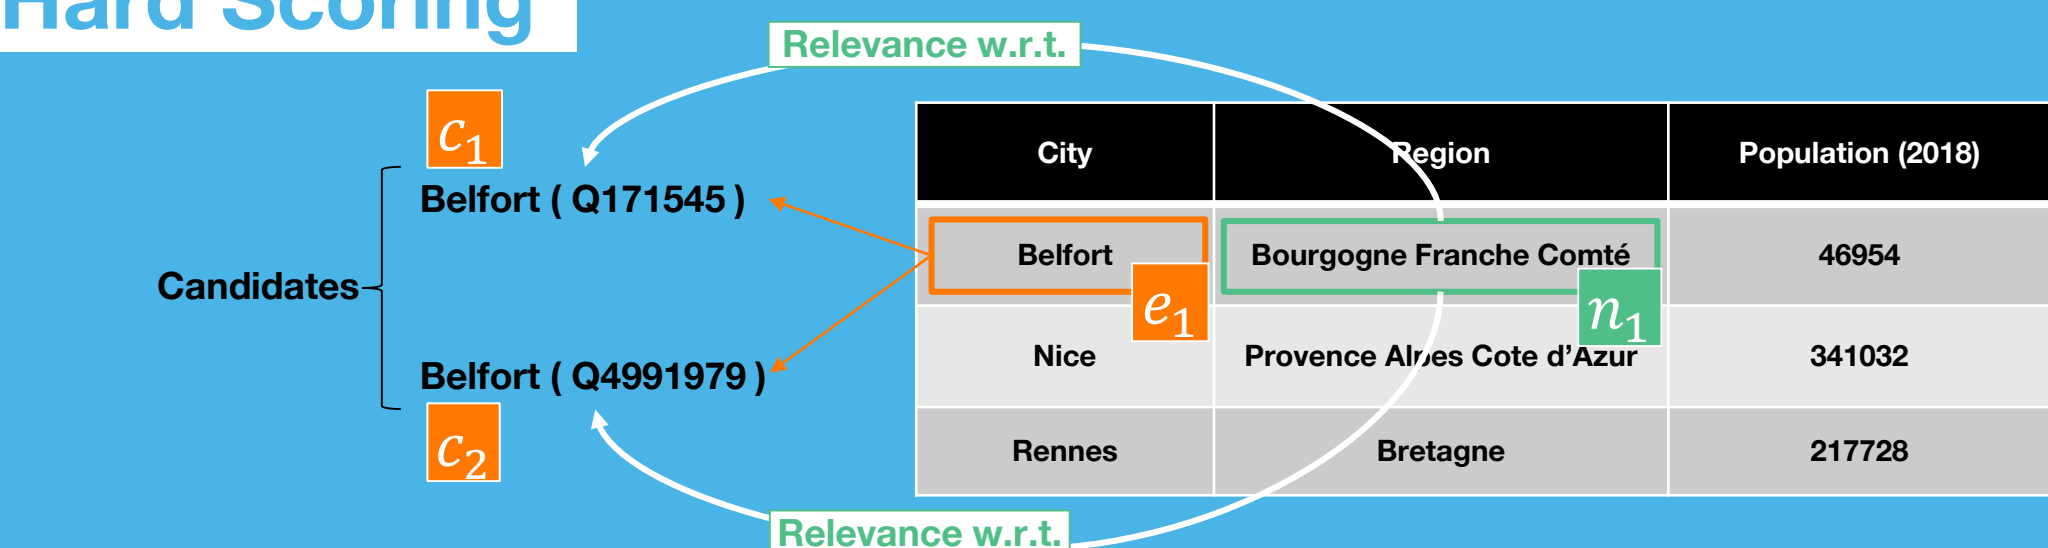 Hard Scoring
Relevance w.r.t.
c₁
Belfort ( Q171545 )
Candidates
Belfort ( Q4991979 )
c₂
City Region Population (2018)
Belfort Bourgogne Franche Comté 46954
e₁ n₁
Nice Provence Alpes Cote d’Azur 341032
Rennes Bretagne 217728
Relevance w.r.t.